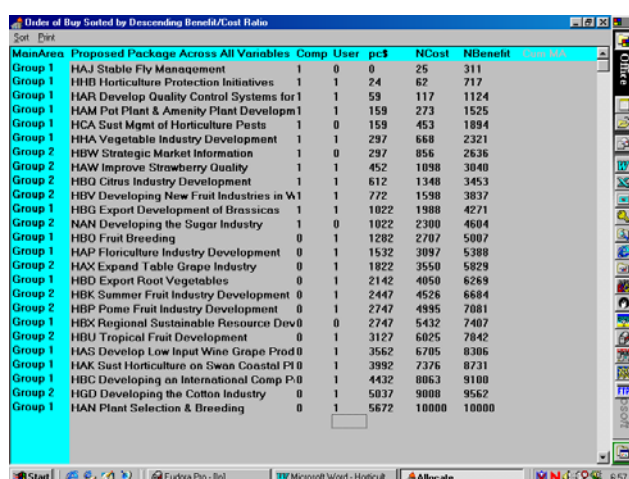 Order of Buy Sorted by Descending Benefit/Cost Ratio
Sort Print
MainArea Proposed Package Across All Variables Comp User pc$ NCost NBenefit Com MA
Group 1 HAJ Stable Fly Management 1 0 0 25 311
Group 1 HHB Horticulture Protection Initiatives 1 1 24 62 717
Group 1 HAR Develop Quality Control Systems for 1 1 59 117 1124
Group 1 HAM Pot Plant & Amenity Plant Developm 1 1 159 273 1525
Group 1 HCA Sust Mgmt of Horticulture Pests 1 0 159 453 1894
Group 1 HHA Vegetable Industry Development 1 1 297 668 2321
Group 2 HBW Strategic Market Information 1 0 297 856 2636
Group 2 HAW Improve Strawberry Quality 1 1 452 1098 3040
Group 2 HBQ Citrus Industry Development 1 1 612 1348 3453
Group 2 HBV Developing New Fruit Industries in W 1 1 772 1598 3837
Group 1 HBG Export Development of Brassicas 1 1 1022 1988 4271
Group 2 NAN Developing the Sugar Industry 1 0 1022 2300 4604
Group 1 HBO Fruit Breeding 0 1 1282 2707 5007
Group 1 HAP Floriculture Industry Development 0 1 1532 3097 5388
Group 2 HAX Expand Table Grape Industry 0 1 1822 3550 5829
Group 1 HBD Export Root Vegetables 0 1 2142 4050 6269
Group 2 HBK Summer Fruit Industry Development 0 1 2447 4526 6684
Group 2 HBP Pome Fruit Industry Development 0 1 2747 4995 7081
Group 1 HBX Regional Sustainable Resource Dev 0 0 2747 5432 7407
Group 2 HBU Tropical Fruit Development 0 1 3127 6025 7842
Group 1 HAS Develop Low Input Wine Grape Prod 0 1 3562 6705 8306
Group 1 HAK Sust Horticulture on Swan Coastal Pl 0 1 3992 7376 8731
Group 1 HBC Developing an International Comp P 0 1 4432 8063 9100
Group 2 HGD Developing the Cotton Industry 0 1 5037 9008 9562
Group 1 HAN Plant Selection & Breeding 0 1 5672 10000 10000
Office
Start Eudora Pro - [In] Microsoft Word - Horticult Allocate 6:57